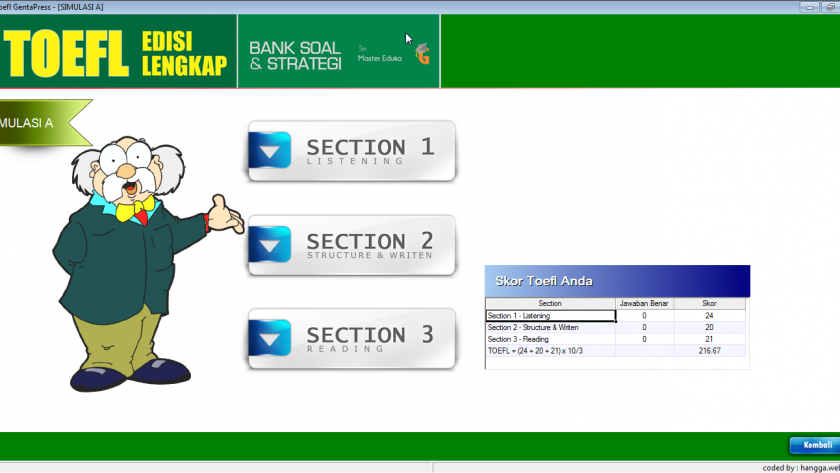 oefl GentaPress - [SIMULASI A]
TOEFL EDISI LENGKAP
BANK SOAL & STRATEGI
Tim Master Eduka
MULASI A
SECTION 1
LISTENING
SECTION 2
STRUCTURE & WRITEN
SECTION 3
READING
Skor Toefl Anda
Section Jawaban Benar Skor
Section 1 - Listening 0 24
Section 2 - Structure & Writen 0 20
Section 3 - Reading 0 21
TOEFL = (24 + 20 + 21) x 10/3 216.67
Kembali
coded by : hangga.wei